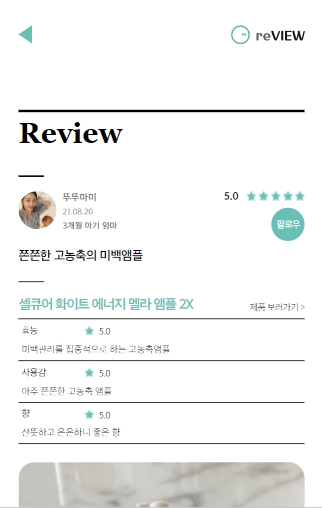 reVIEW
Review
뚜뚜마미
21.08.20
3개월 아기 엄마
5.0
팔로우
쫀쫀한 고농축의 미백앰플
셀큐어 화이트 에너지 멜라 앰플 2X
제품 보러가기 >
효능 5.0
미백관리를 집중적으로 하는 고농축앰플
사용감 5.0
아주 쫀쫀한 고농축 앰플
향 5.0
산뜻하고 은은하니 좋은 향